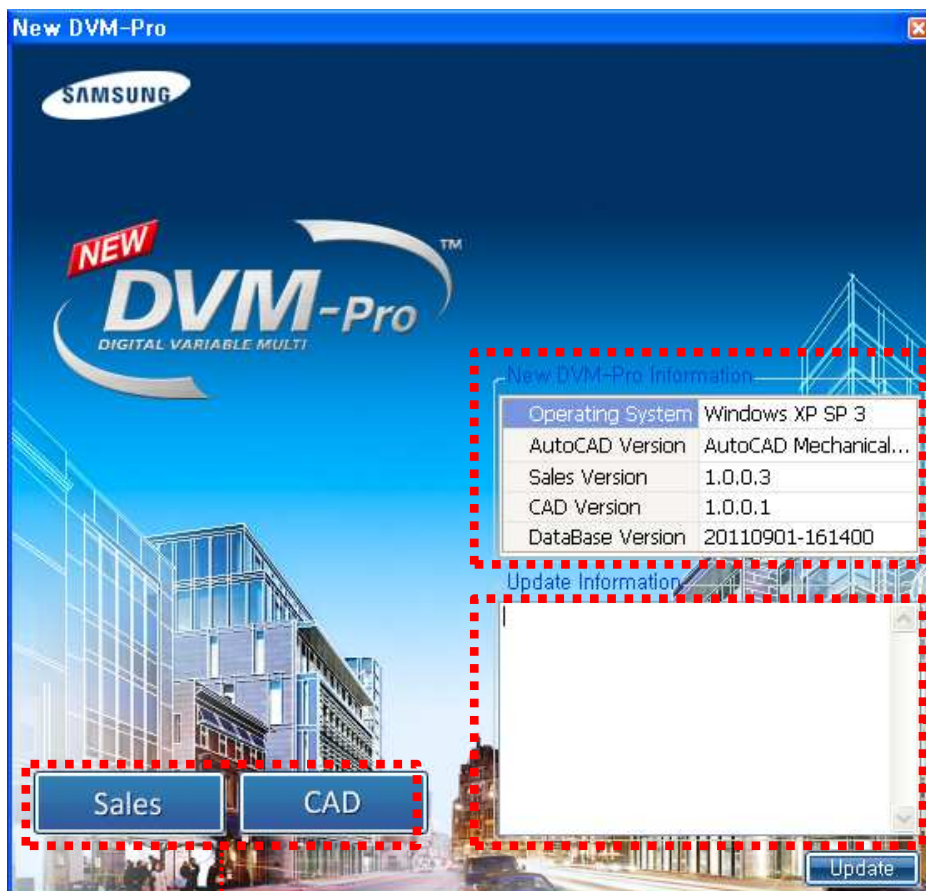 New DVM-Pro
SAMSUNG
NEW
DVM-Pro™
DIGITAL VARIABLE MULTI
New DVM-Pro Information
Operating System Windows XP SP 3
AutoCAD Version AutoCAD Mechanical...
Sales Version 1.0.0.3
CAD Version 1.0.0.1
DataBase Version 20110901-161400
Update Information
Sales CAD
Update